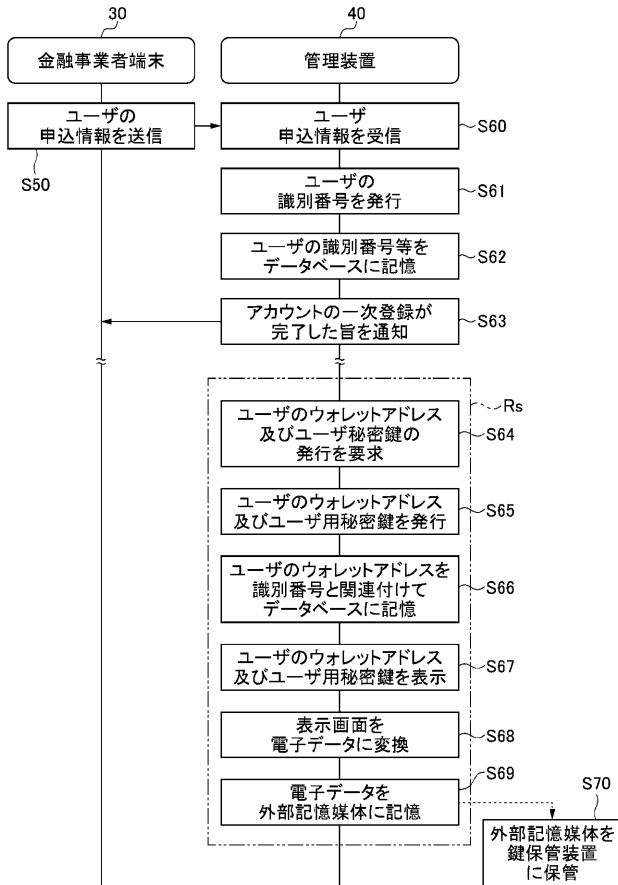 30
40
金融事業者端末
管理装置
ユーザの
申込情報を送信
S50
ユーザ
申込情報を受信
S60
ユーザの
識別番号を発行
S61
ユーザの識別番号等を
データベースに記憶
S62
アカウントの一次登録が
完了した旨を通知
S63
Rs
ユーザのウォレットアドレス
及びユーザ秘密鍵の
発行を要求
S64
ユーザのウォレットアドレス
及びユーザ用秘密鍵を発行
S65
ユーザのウォレットアドレスを
識別番号と関連付けて
データベースに記憶
S66
ユーザのウォレットアドレス
及びユーザ用秘密鍵を表示
S67
表示画面を
電子データに変換
S68
電子データを
外部記憶媒体に記憶
S69
S70
外部記憶媒体を
鍵保管装置
に保管